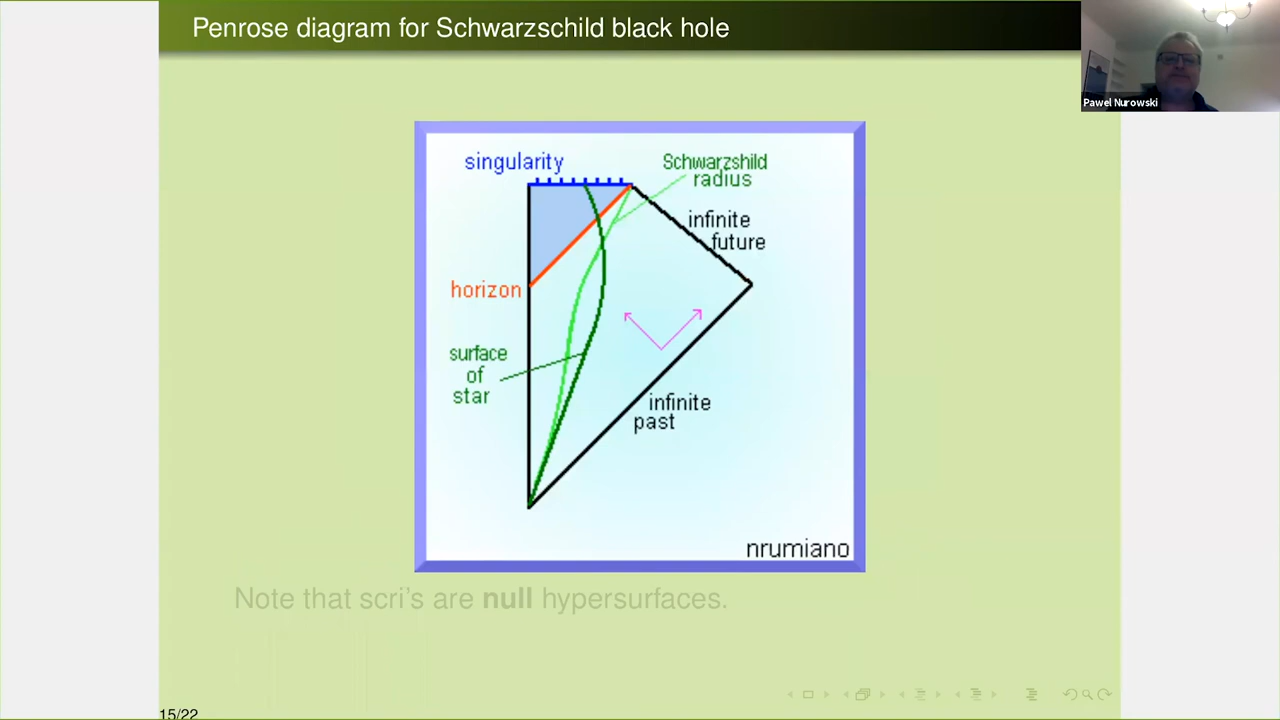 Penrose diagram for Schwarzschild black hole
Pawel Nurowski
singularity
Schwarzshild
radius
infinite
future
horizon
surface
of
star
infinite
past
nrumiano
Note that scri's are null hypersurfaces.
15/22